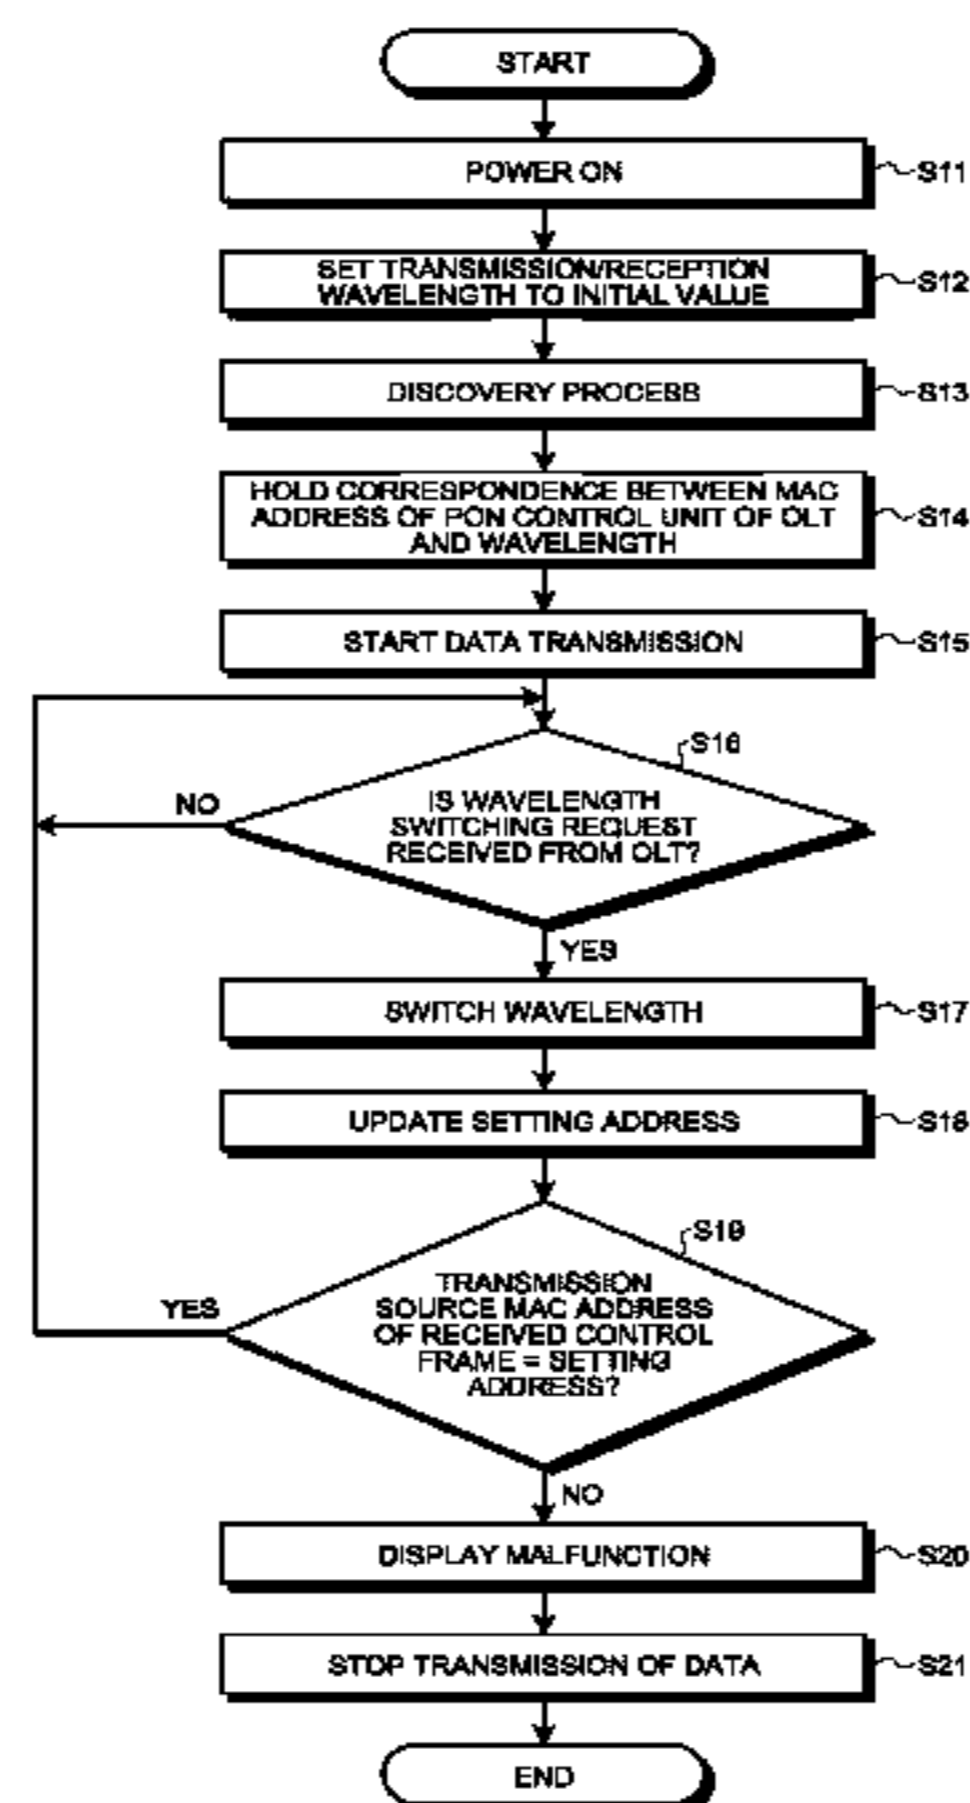 START
POWER ON
S11
SET TRANSMISSION/RECEPTION
WAVELENGTH TO INITIAL VALUE
S12
DISCOVERY PROCESS
S13
HOLD CORRESPONDENCE BETWEEN MAC
ADDRESS OF PON CONTROL UNIT OF OLT
AND WAVELENGTH
S14
START DATA TRANSMISSION
S15
S16
IS WAVELENGTH
SWITCHING REQUEST
RECEIVED FROM OLT?
NO
YES
SWITCH WAVELENGTH
S17
UPDATE SETTING ADDRESS
S18
S19
TRANSMISSION
SOURCE MAC ADDRESS
OF RECEIVED CONTROL
FRAME = SETTING
ADDRESS?
YES
NO
DISPLAY MALFUNCTION
S20
STOP TRANSMISSION OF DATA
S21
END